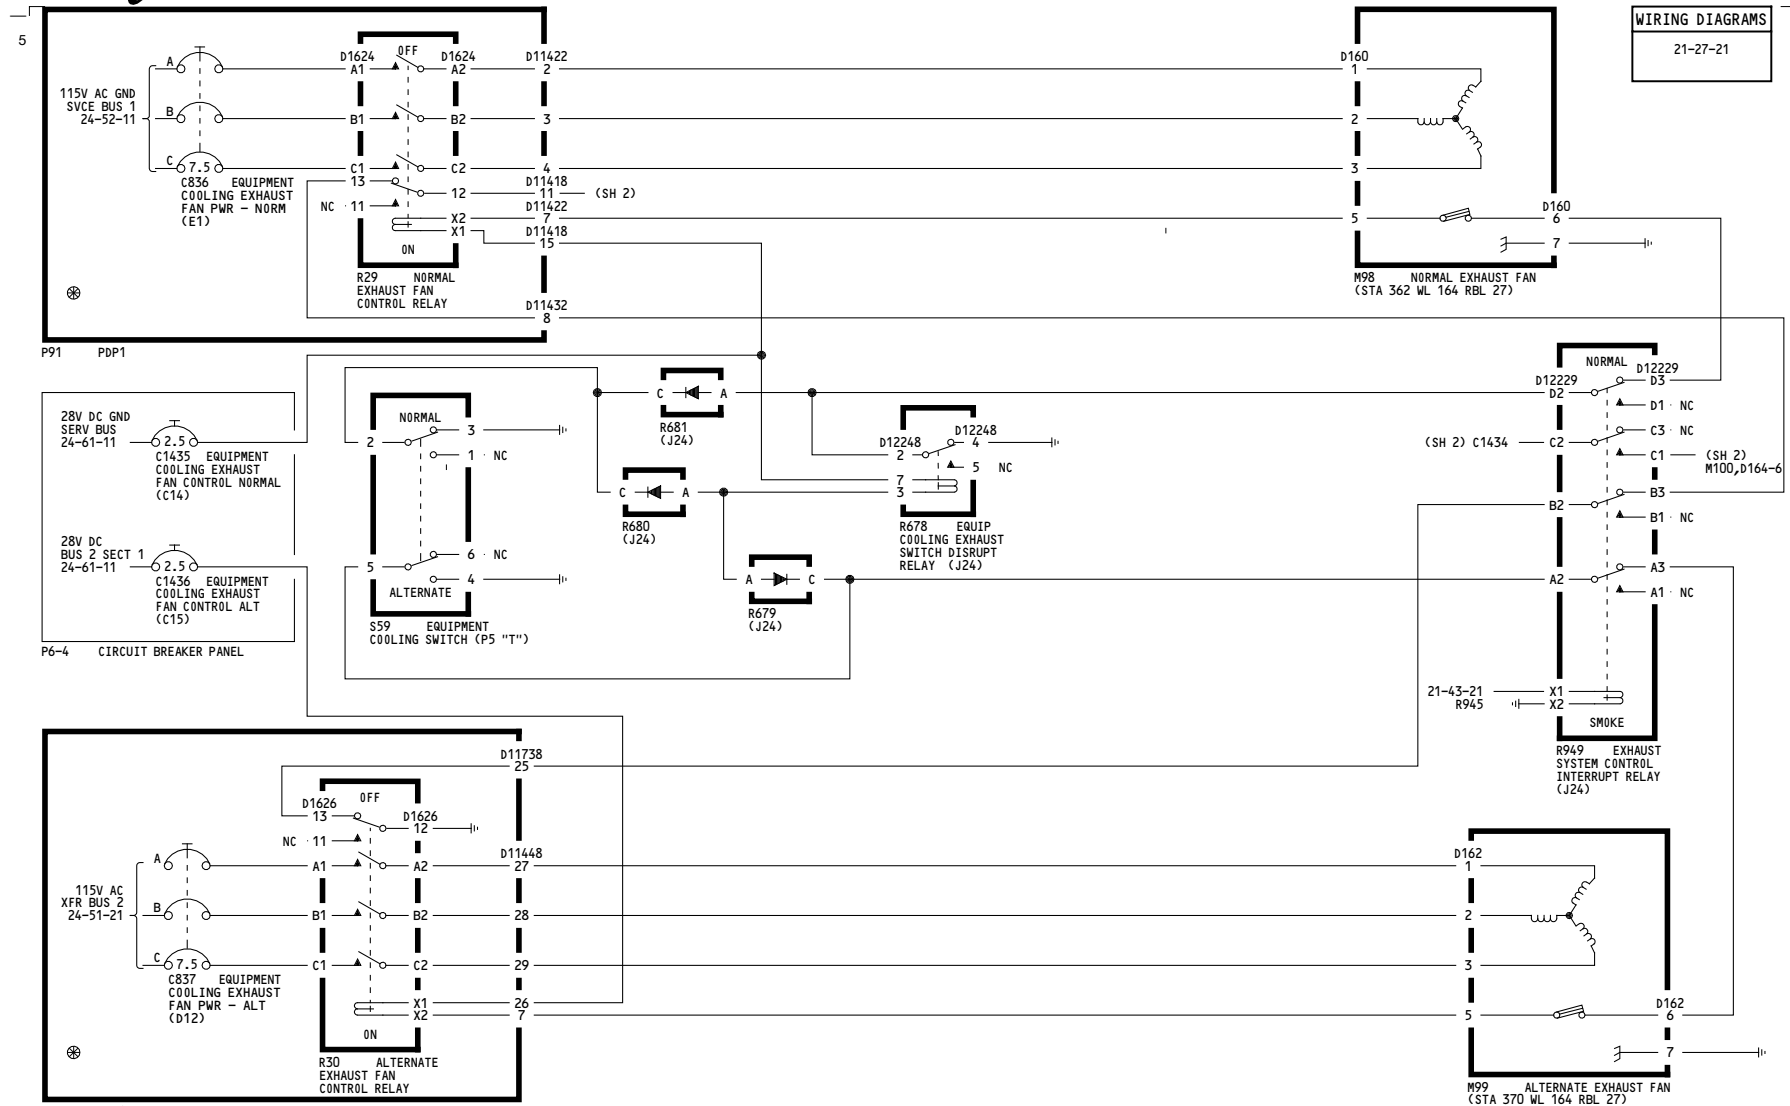 WIRING DIAGRAMS
21-27-21
5
115V AC GND
SVCE BUS 1
24-52-11
A
B
C
7.5
C836 EQUIPMENT
COOLING EXHAUST
FAN PWR - NORM
(E1)
D1624
OFF
D1624
A1
A2
B1
B2
C1
C2
13
12
NC 11
X2
X1
ON
R29 NORMAL
EXHAUST FAN
CONTROL RELAY
D11422
2
3
4
D11418
11
(SH 2)
D11422
7
D11418
15
D11432
8
P91 PDP1
D160
1
2
3
5
D160
6
7
M98 NORMAL EXHAUST FAN
(STA 362 WL 164 RBL 27)
28V DC GND
SERV BUS
24-61-11
2.5
C1435 EQUIPMENT
COOLING EXHAUST
FAN CONTROL NORMAL
(C14)
28V DC
BUS 2 SECT 1
24-61-11
2.5
C1436 EQUIPMENT
COOLING EXHAUST
FAN CONTROL ALT
(C15)
P6-4 CIRCUIT BREAKER PANEL
NORMAL
2
3
1 NC
6 NC
5
4
ALTERNATE
S59 EQUIPMENT
COOLING SWITCH (P5 "T")
C
A
R681
(J24)
C
A
R680
(J24)
A
C
R679
(J24)
D12248
D12248
2
4
5 NC
7
3
R678 EQUIP
COOLING EXHAUST
SWITCH DISRUPT
RELAY (J24)
NORMAL
D12229
D12229
D2
D3
D1 NC
(SH 2) C1434
C2
C3 NC
C1
(SH 2)
M100,D164-6
B2
B3
B1 NC
A2
A3
A1 NC
21-43-21
R945
X1
X2
SMOKE
R949 EXHAUST
SYSTEM CONTROL
INTERRUPT RELAY
(J24)
115V AC
XFR BUS 2
24-51-21
A
B
C
7.5
C837 EQUIPMENT
COOLING EXHAUST
FAN PWR - ALT
(D12)
D1626
OFF
D1626
13
12
NC 11
A1
A2
B1
B2
C1
C2
X1
X2
ON
R30 ALTERNATE
EXHAUST FAN
CONTROL RELAY
D11738
25
D11448
27
28
29
26
7
D162
1
2
3
5
D162
6
7
M99 ALTERNATE EXHAUST FAN
(STA 370 WL 164 RBL 27)